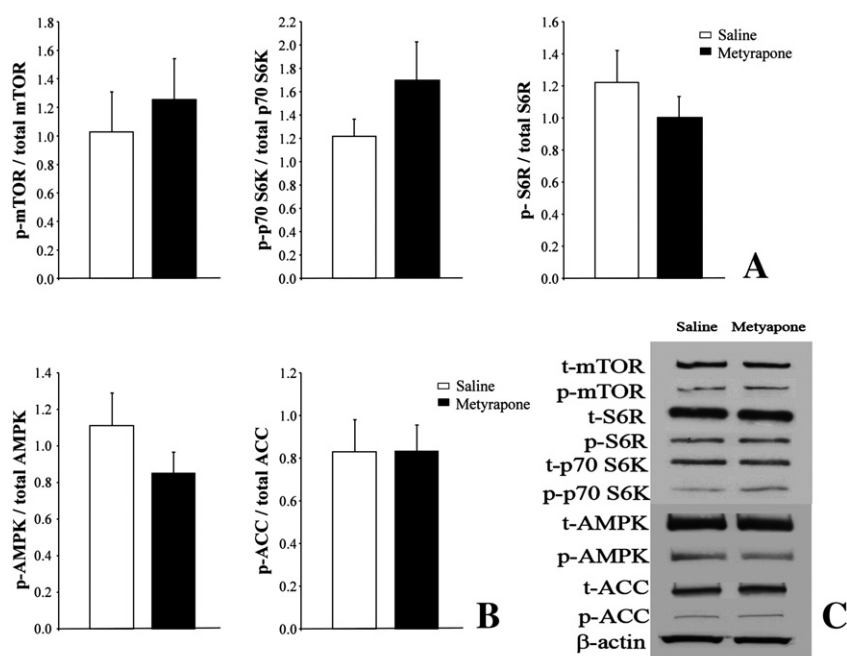 p-mTOR / total mTOR
1.8
1.6
1.4
1.2
1.0
0.8
0.6
0.4
0.2
0.0
p-p70 S6K / total p70 S6K
2.2
2.0
1.8
1.6
1.4
1.2
1.0
0.8
0.6
0.4
0.2
0.0
p- S6R / total S6R
1.6
1.4
1.2
1.0
0.8
0.6
0.4
0.2
0.0
Saline
Metyrapone
A
p-AMPK / total AMPK
1.4
1.2
1.0
0.8
0.6
0.4
0.2
0.0
p-ACC / total ACC
1.2
1.0
0.8
0.6
0.4
0.2
0.0
Saline
Metyrapone
B
Saline Metyapone
t-mTOR
p-mTOR
t-S6R
p-S6R
t-p70 S6K
p-p70 S6K
t-AMPK
p-AMPK
t-ACC
p-ACC
β-actin
C